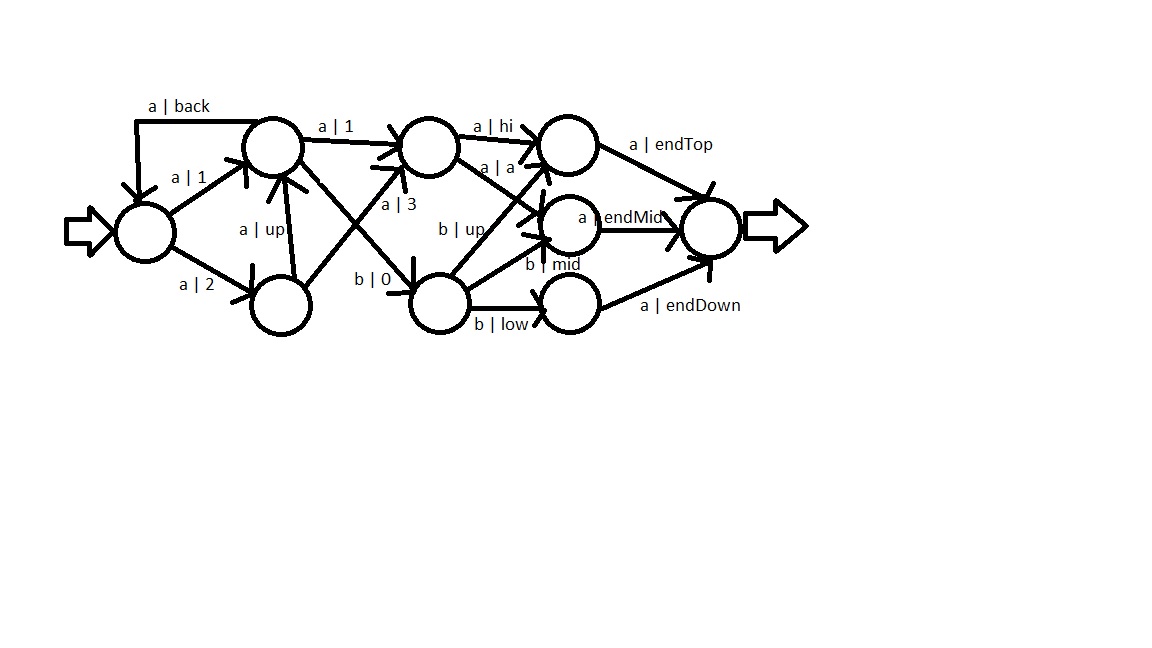 a | back
a | 1
a | hi
a | endTop
a | a
a | 1
a | 3
a | endMid
a | up
b | up
b | mid
a | 2
b | 0
b | low
a | endDown